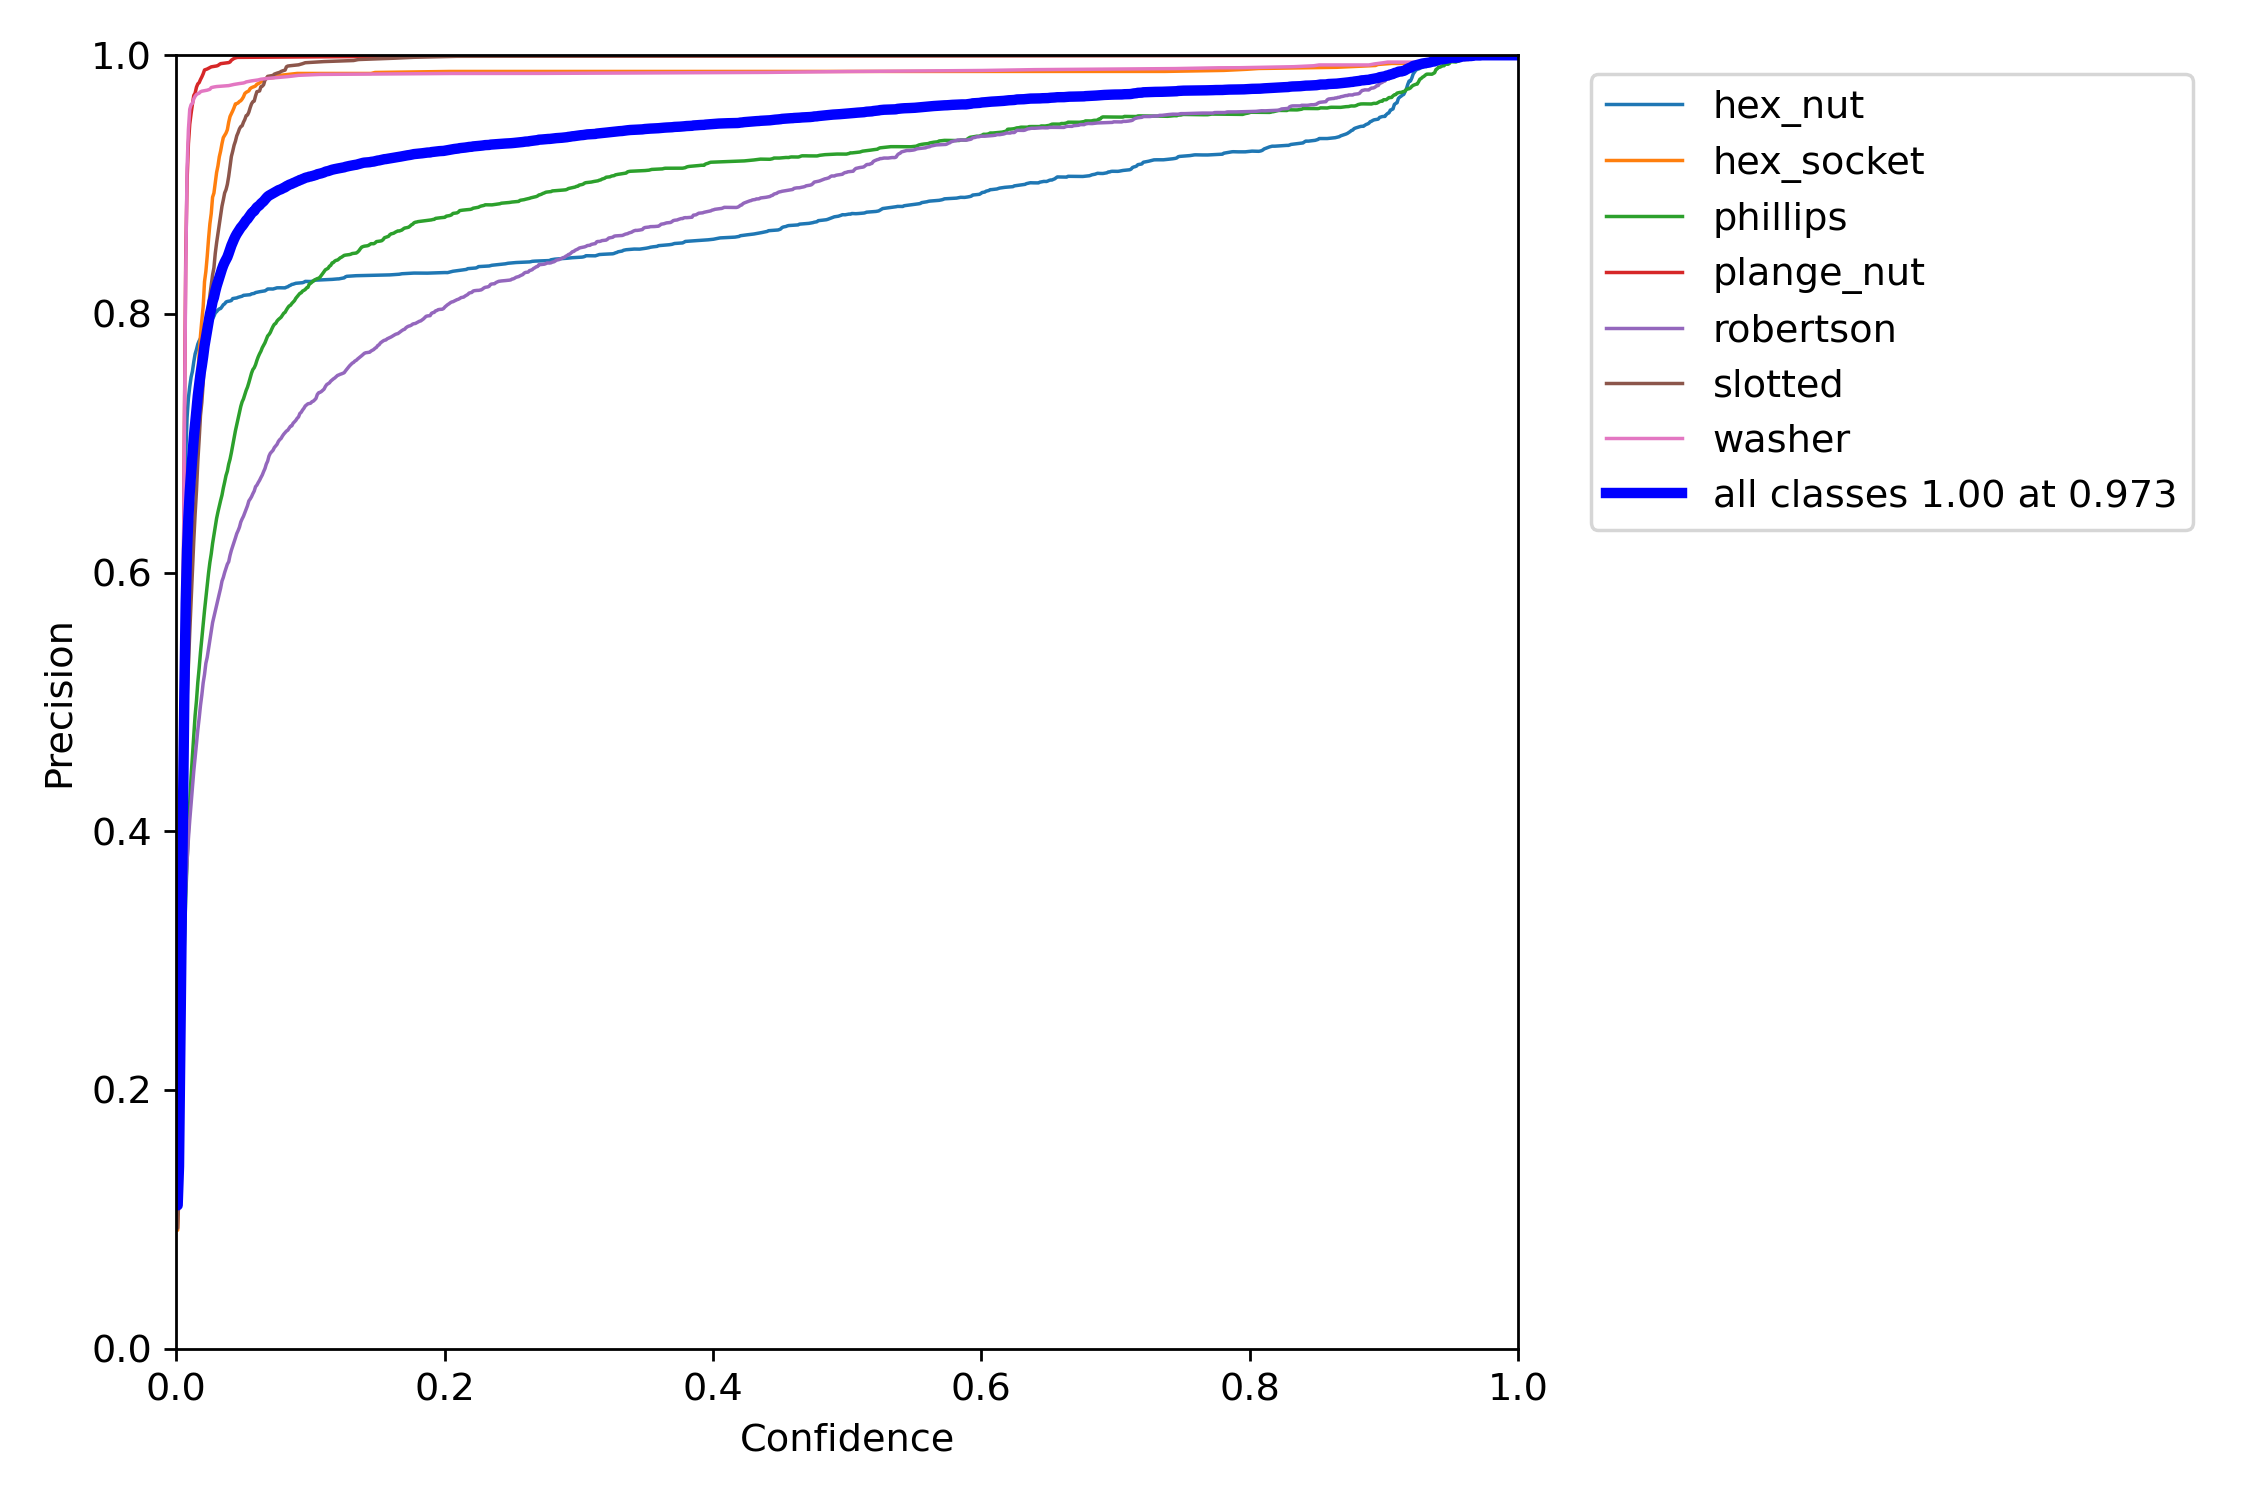 1.0
0.8
0.6
0.4
0.2
0.0
0.0 0.2 0.4 0.6 0.8 1.0
Precision
Confidence
hex_nut
hex_socket
phillips
plange_nut
robertson
slotted
washer
all classes 1.00 at 0.973